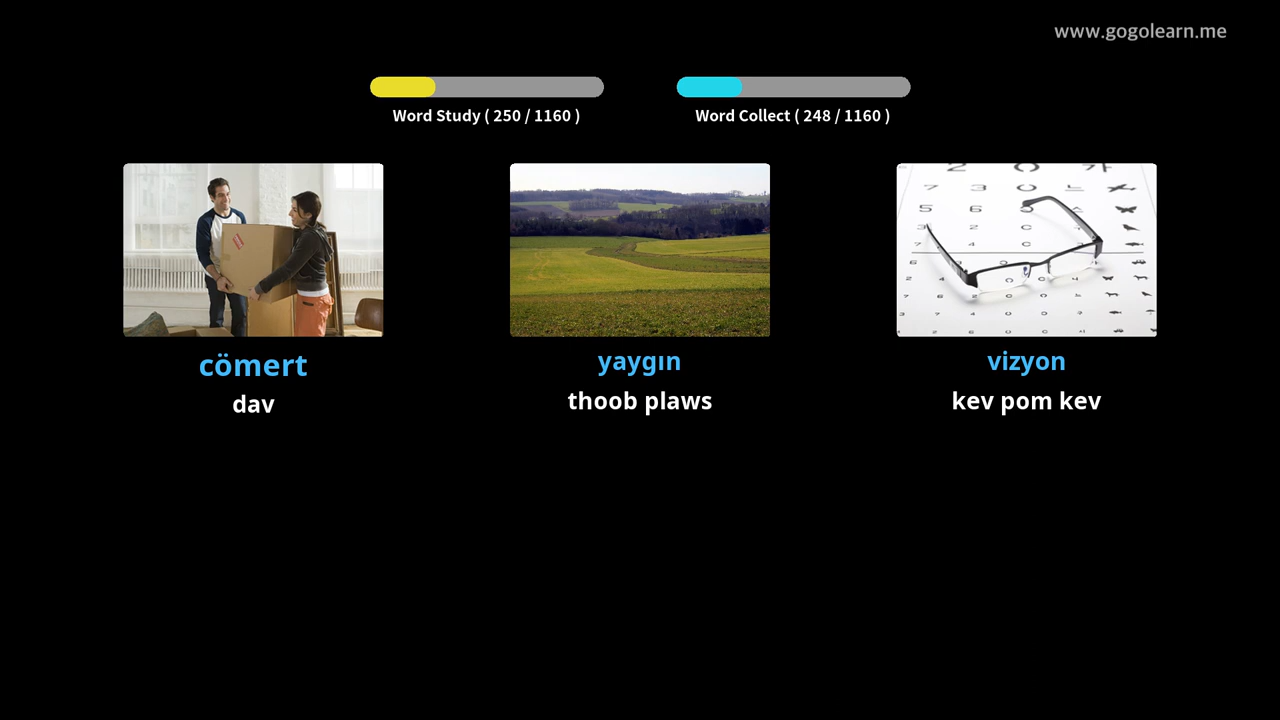 www.gogolearn.me
Word Study ( 250 / 1160 )
Word Collect ( 248 / 1160 )
cömert
dav
yaygın
thoob plaws
vizyon
kev pom kev